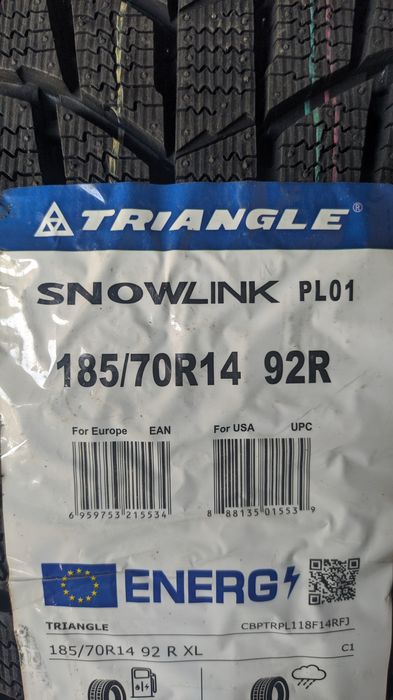 TRIANGLE®
SNOWLINK PL01
185/70R14 92R
For Europe EAN For USA UPC
6 959753 215534 8 88135 01553 9
ENERG
TRIANGLE CBPTRPL118F14RFJ
185/70R14 92 R XL C1